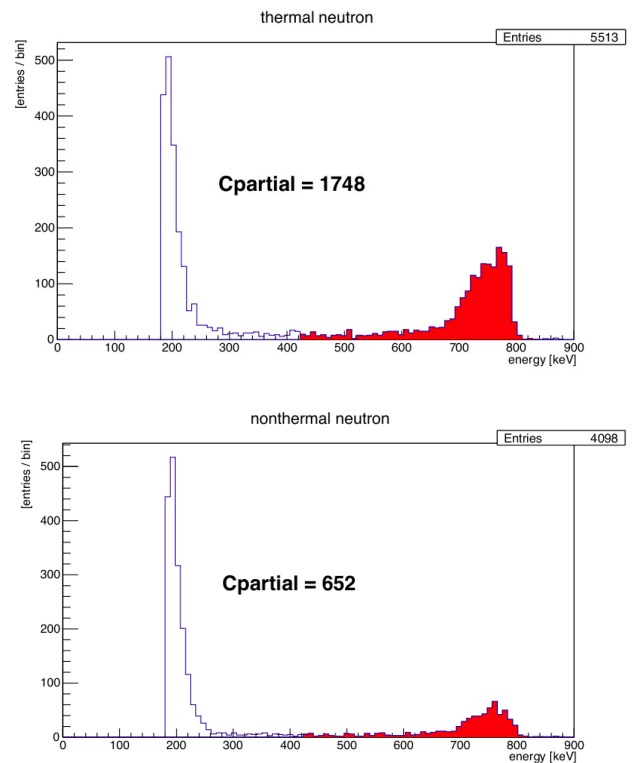 thermal neutron
Entries 5513
[entries / bin]
500
400
300
200
100
0
Cpartial = 1748
0 100 200 300 400 500 600 700 800 900
energy [keV]
nonthermal neutron
Entries 4098
[entries / bin]
500
400
300
200
100
0
Cpartial = 652
0 100 200 300 400 500 600 700 800 900
energy [keV]